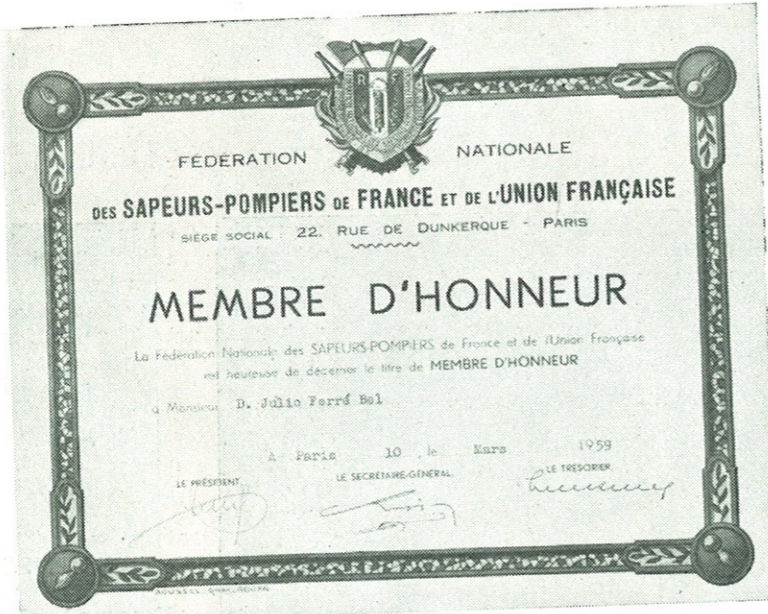 FÉDÉRATION NATIONALE
DES SAPEURS-POMPIERS DE FRANCE ET DE L'UNION FRANÇAISE
SIÈGE SOCIAL : 22, RUE DE DUNKERQUE - PARIS
MEMBRE D'HONNEUR
La Fédération Nationale des SAPEURS-POMPIERS de France et de l'Union Française
est heureuse de décerner le titre de MEMBRE D'HONNEUR
à Monsieur D. Julio Ferré Bol
A Paris 10 le Mars 1959
LE PRÉSIDENT, LE SECRÉTAIRE-GÉNÉRAL, LE TRÉSORIER,